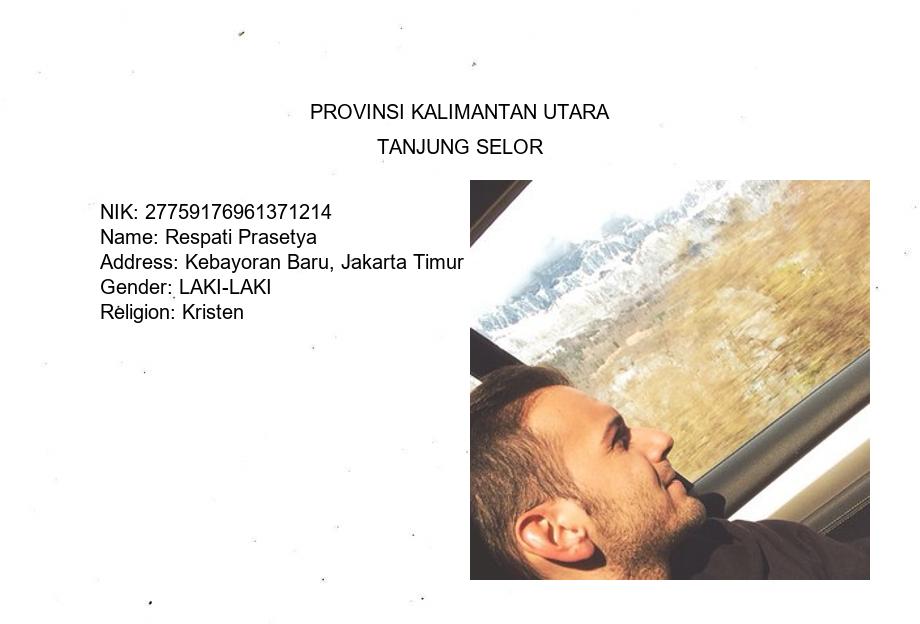 PROVINSI KALIMANTAN UTARA
TANJUNG SELOR
NIK: 27759176961371214
Name: Respati Prasetya
Address: Kebayoran Baru, Jakarta Timur
Gender: LAKI-LAKI
Religion: Kristen